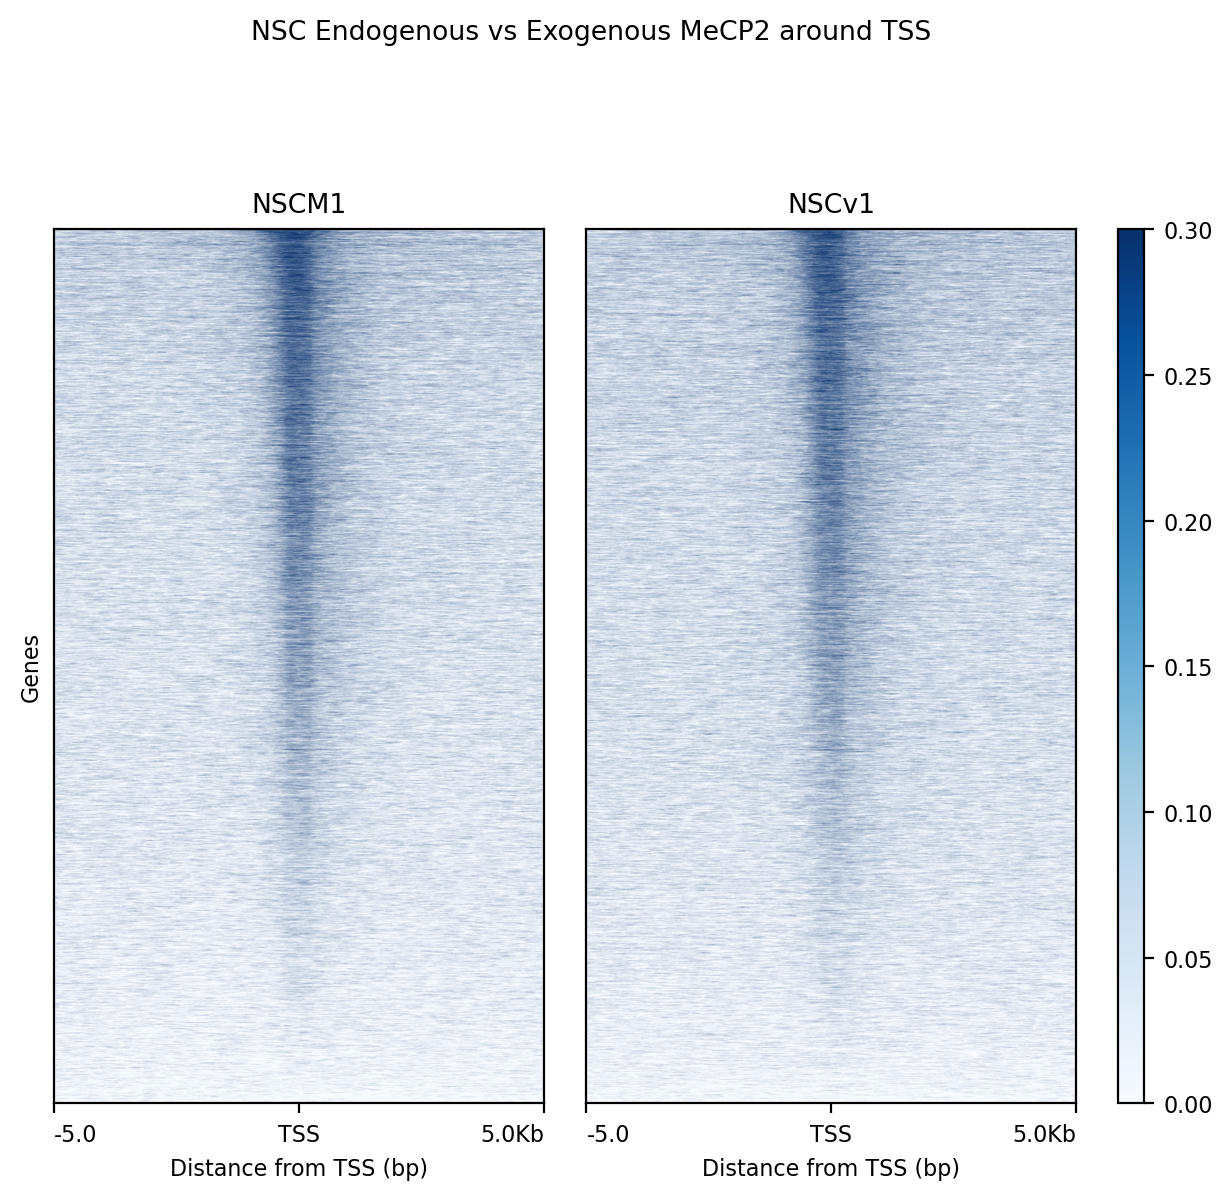 NSC Endogenous vs Exogenous MeCP2 around TSS
NSCM1
NSCv1
0.30
0.25
0.20
0.15
0.10
0.05
0.00
Genes
-5.0 TSS 5.0Kb
Distance from TSS (bp)
-5.0 TSS 5.0Kb
Distance from TSS (bp)